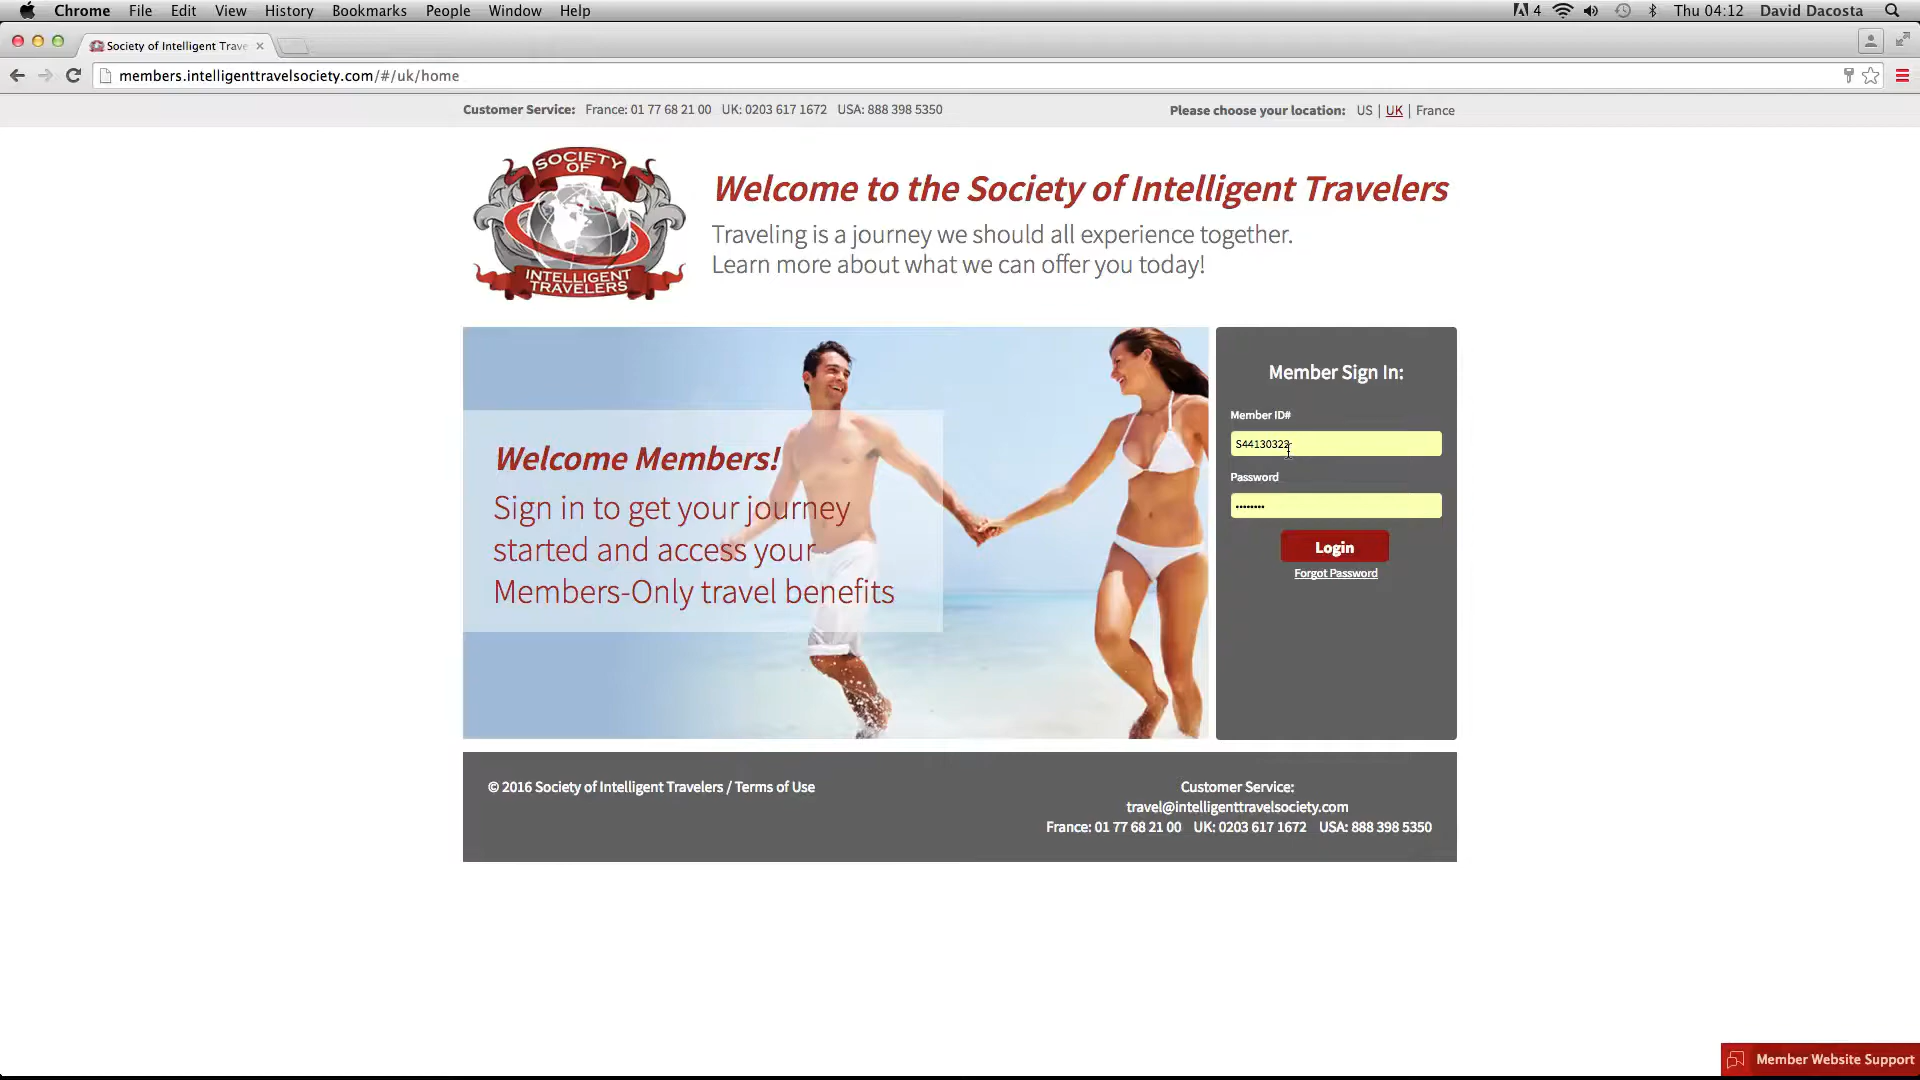 Chrome File Edit View History Bookmarks People Window Help 4 Thu 04:12 David Dacosta
Society of Intelligent Trave
members.intelligenttravelsociety.com/#/uk/home
Customer Service: France: 01 77 68 21 00 UK: 0203 617 1672 USA: 888 398 5350 Please choose your location: US | UK | France
SOCIETY
OF
INTELLIGENT
TRAVELERS
Welcome to the Society of Intelligent Travelers
Traveling is a journey we should all experience together.
Learn more about what we can offer you today!
Welcome Members!
Sign in to get your journey
started and access your
Members-Only travel benefits
Member Sign In:
Member ID#
S44130322
Password
••••••••
Login
Forgot Password
© 2016 Society of Intelligent Travelers / Terms of Use
Customer Service:
travel@intelligenttravelsociety.com
France: 01 77 68 21 00 UK: 0203 617 1672 USA: 888 398 5350
Member Website Support